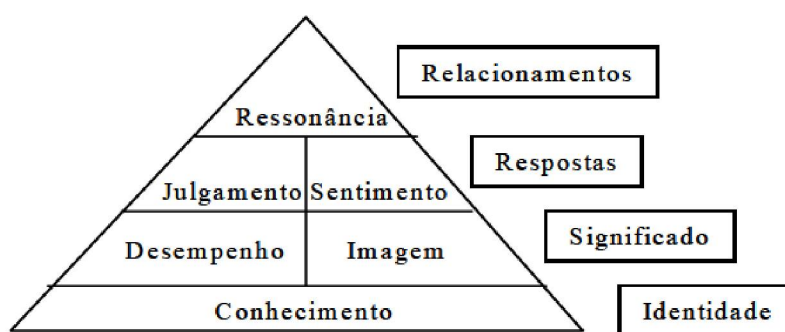 Relacionamentos
Ressonância
Respostas
Julgamento Sentimento
Significado
Desempenho Imagem
Conhecimento
Identidade